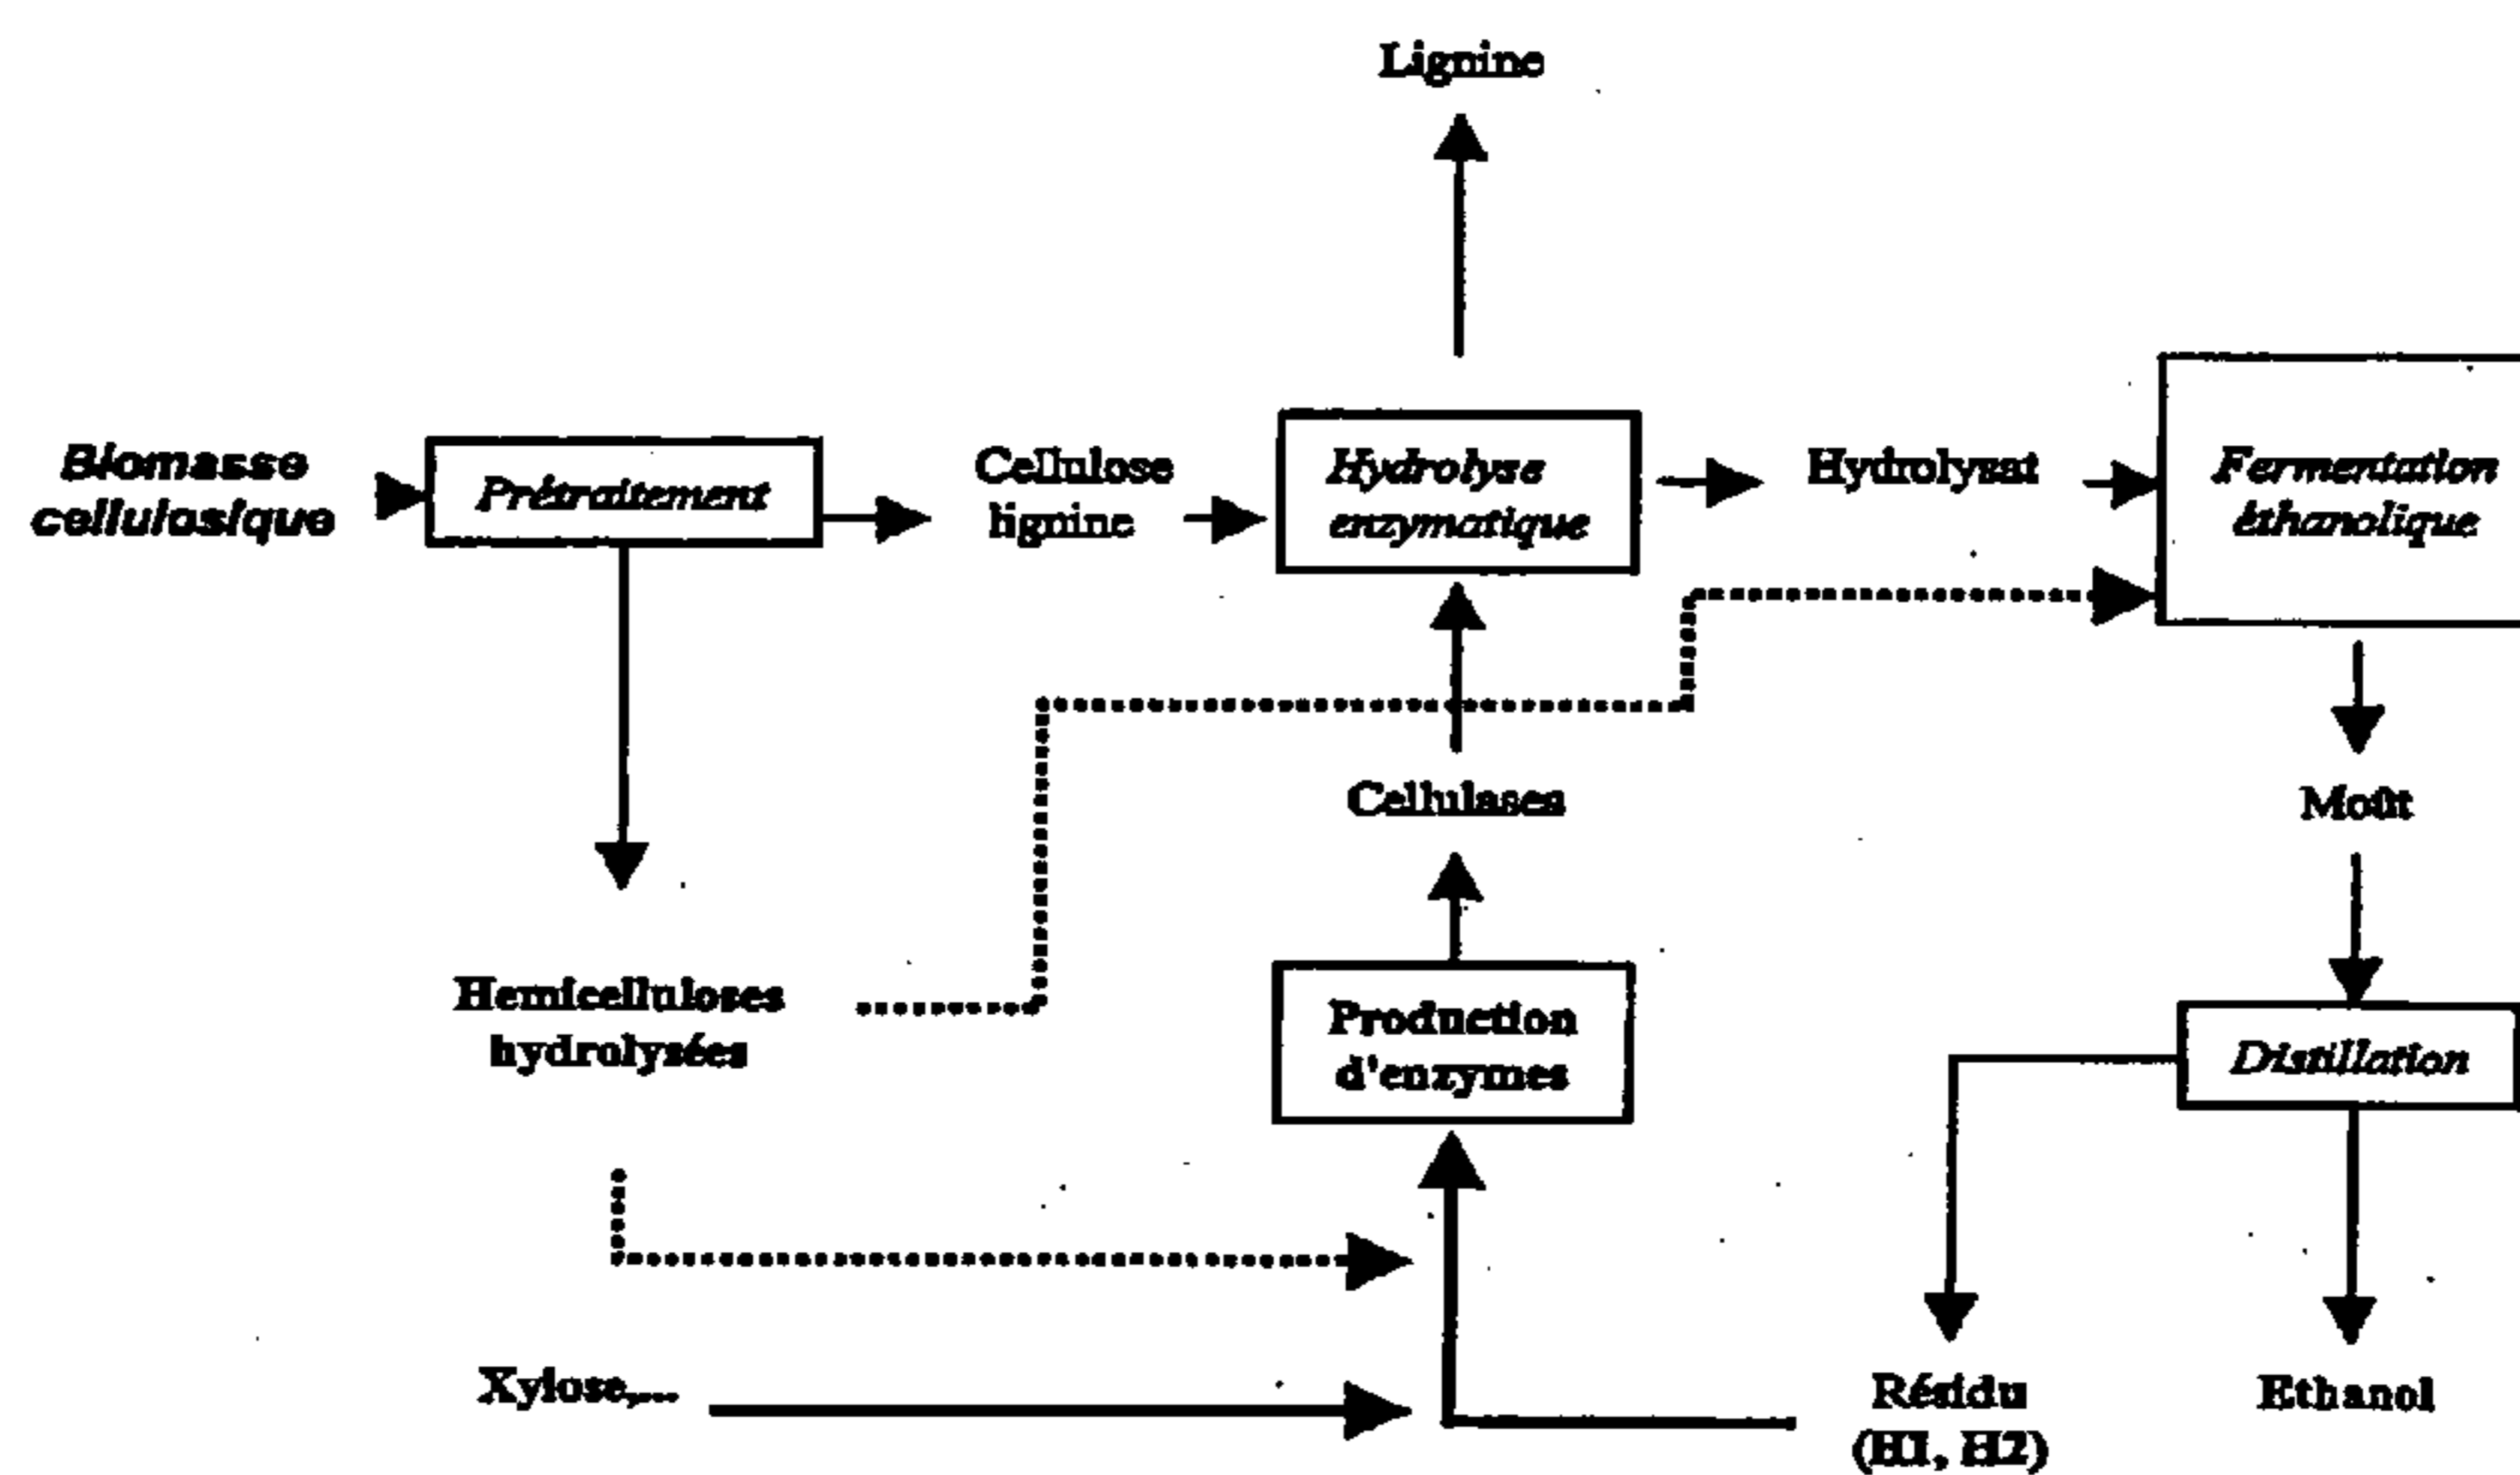 Lignine
Biomasse
cellulosique
Prétraitement
Cellulose
lignine
Hydrolyse
enzymatique
Hydrolysat
Fermentation
éthanolique
Cellulases
Moût
Hemicelluloses
hydrolysées
Production
d'enzymes
Distillation
Xylose,...
Résidu
(H1, H2)
Ethanol